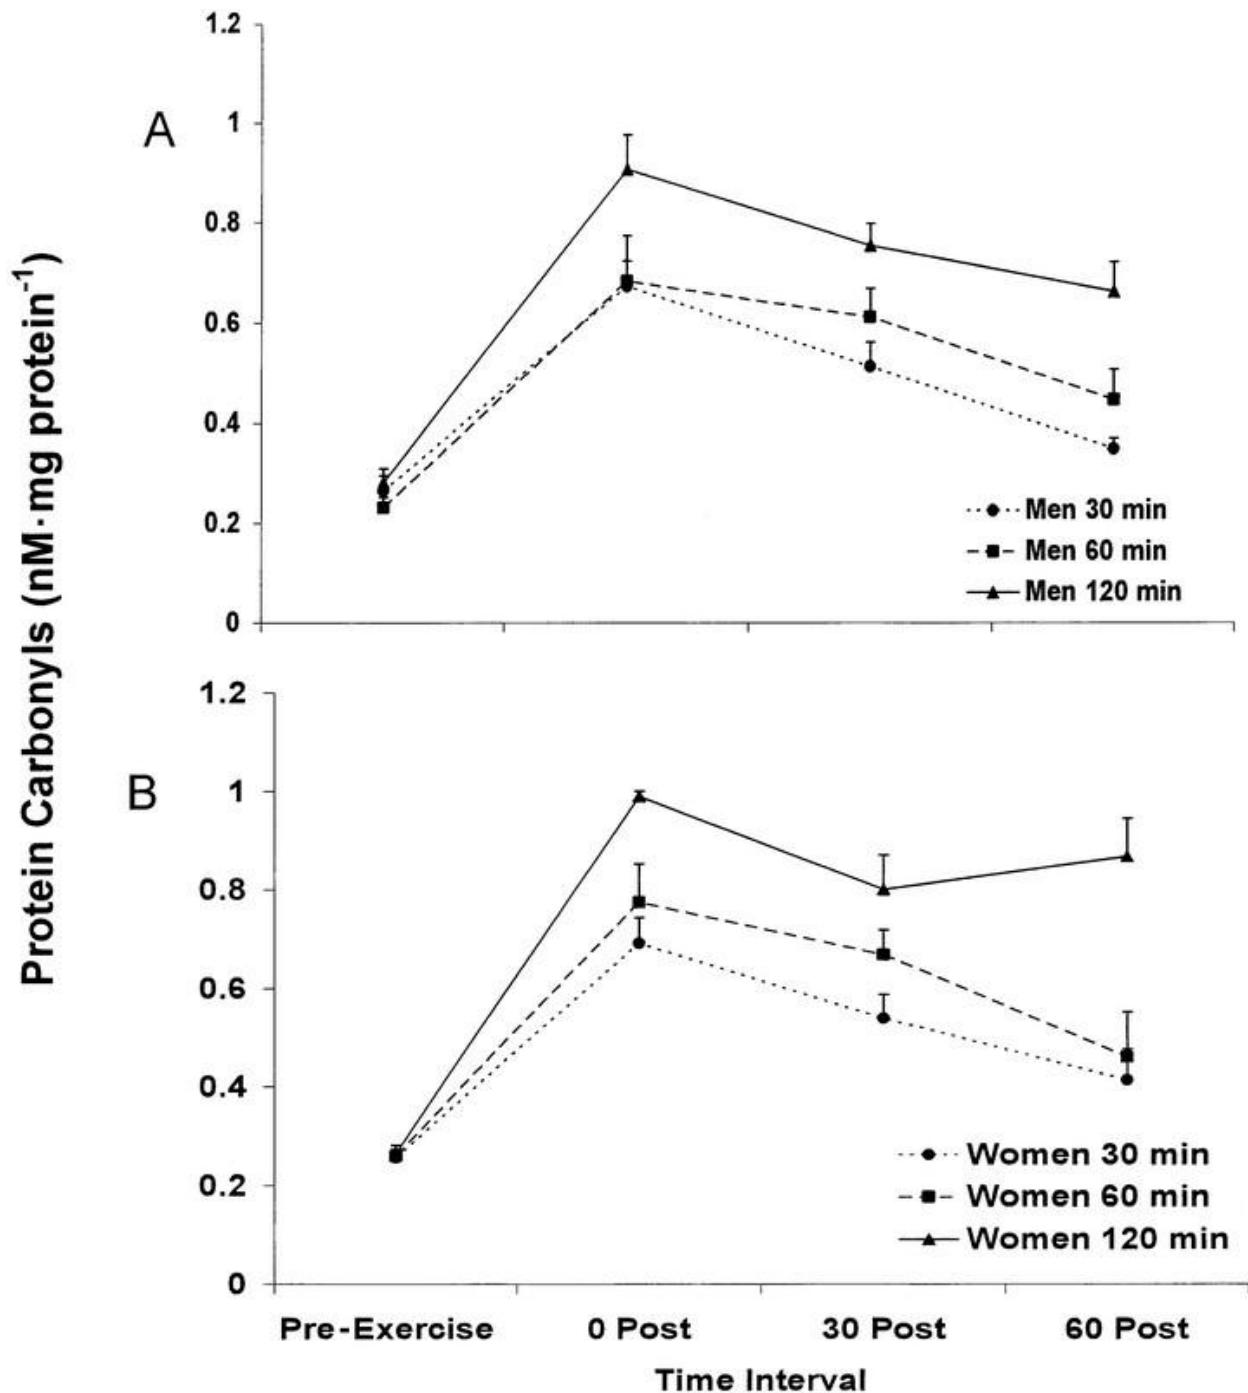 Protein Carbonyls (nM·mg protein⁻¹)
A
1.2
1
0.8
0.6
0.4
0.2
0
Men 30 min
Men 60 min
Men 120 min
B
1.2
1
0.8
0.6
0.4
0.2
0
Women 30 min
Women 60 min
Women 120 min
Pre-Exercise 0 Post 30 Post 60 Post
Time Interval